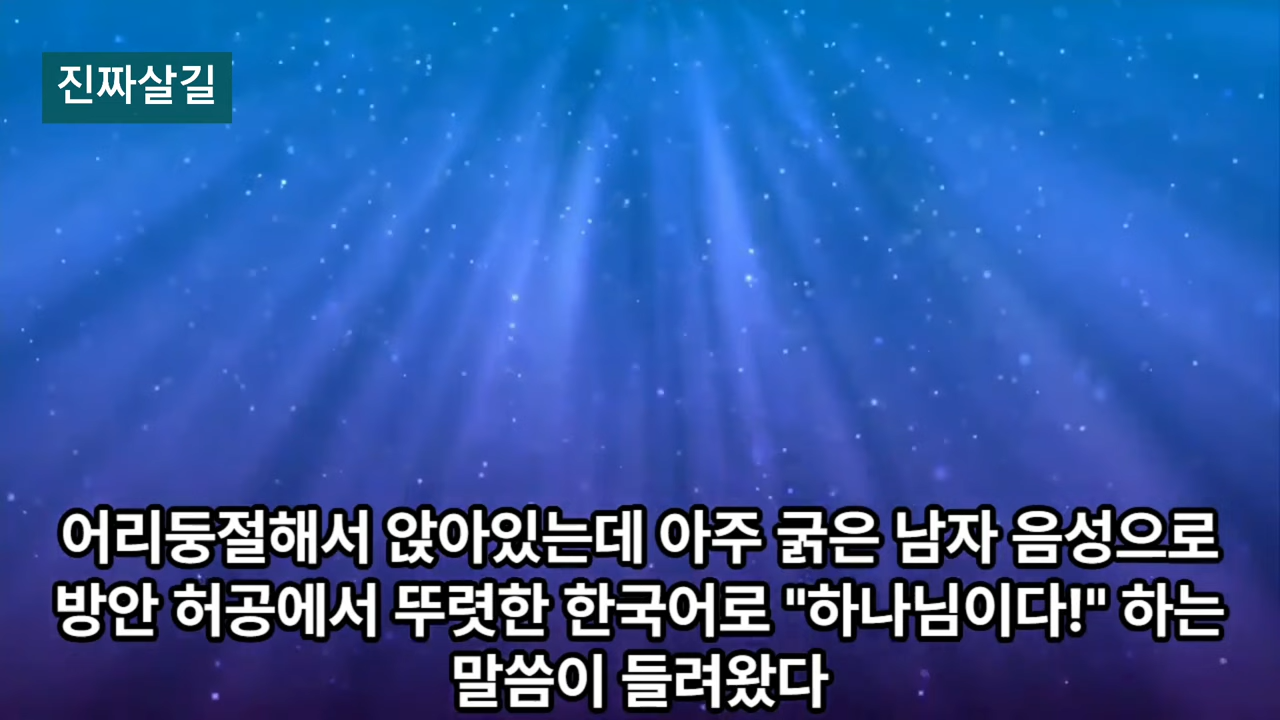 진짜살길
어리둥절해서 앉아있는데 아주 굵은 남자 음성으로
방안 허공에서 뚜렷한 한국어로 "하나님이다!" 하는
말씀이 들려왔다